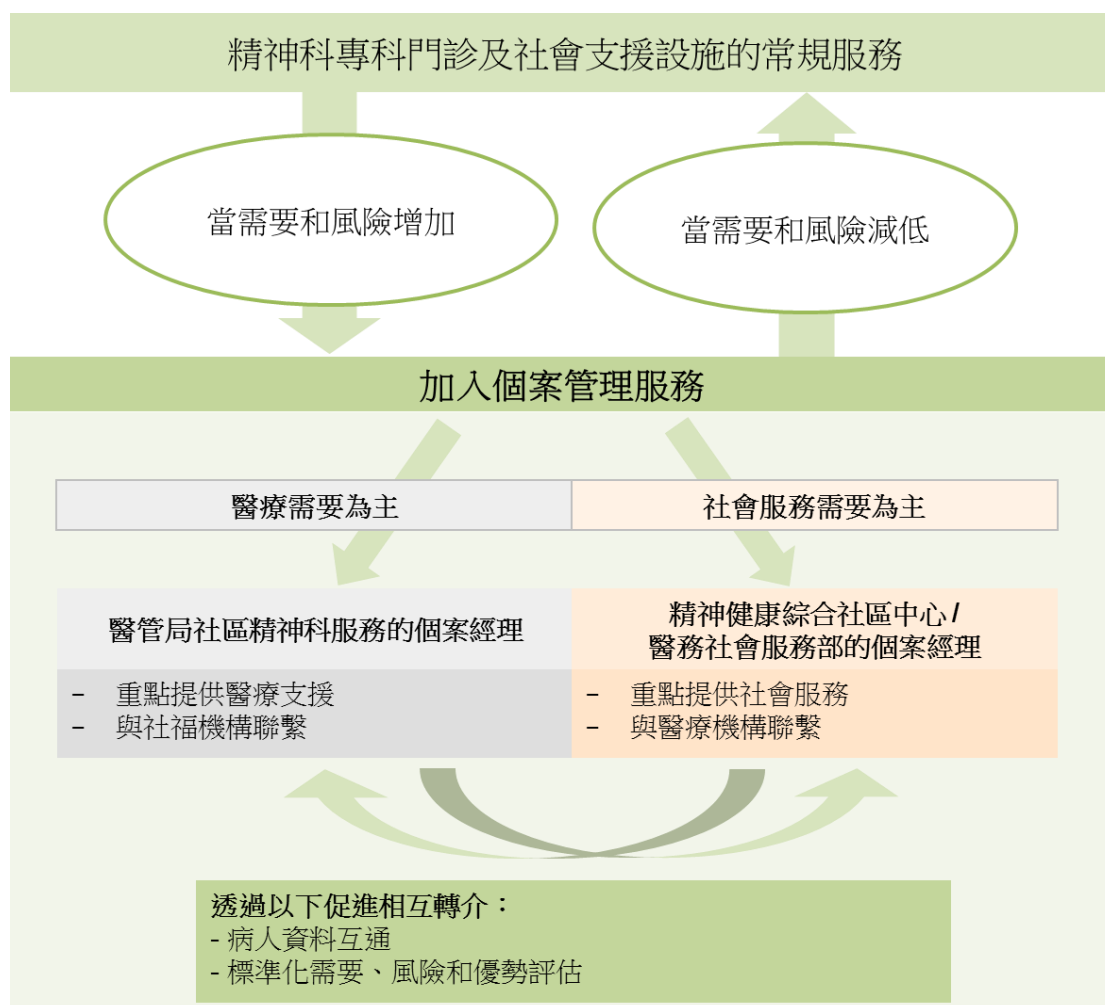 精神科專科門診及社會支援設施的常規服務
當需要和風險增加
當需要和風險減低
加入個案管理服務
醫療需要為主
社會服務需要為主
醫管局社區精神科服務的個案經理
精神健康綜合社區中心 /
醫務社會服務部的個案經理
- 重點提供醫療支援
- 與社福機構聯繫
- 重點提供社會服務
- 與醫療機構聯繫
透過以下促進相互轉介：
- 病人資料互通
- 標準化需要、風險和優勢評估